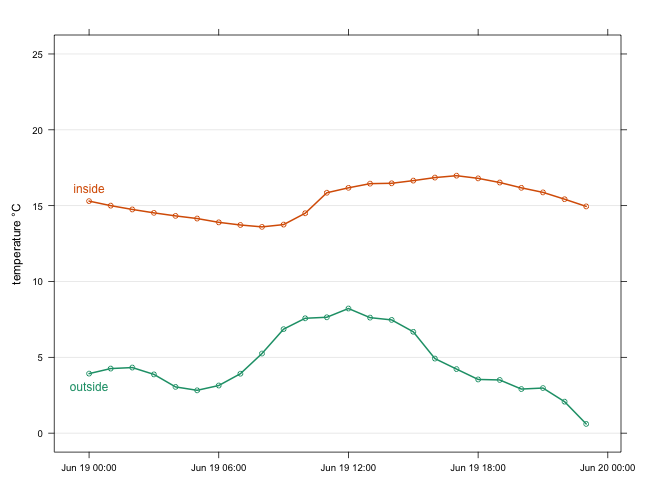 25
20
15
10
5
0
temperature °C
inside
outside
Jun 19 00:00
Jun 19 06:00
Jun 19 12:00
Jun 19 18:00
Jun 20 00:00